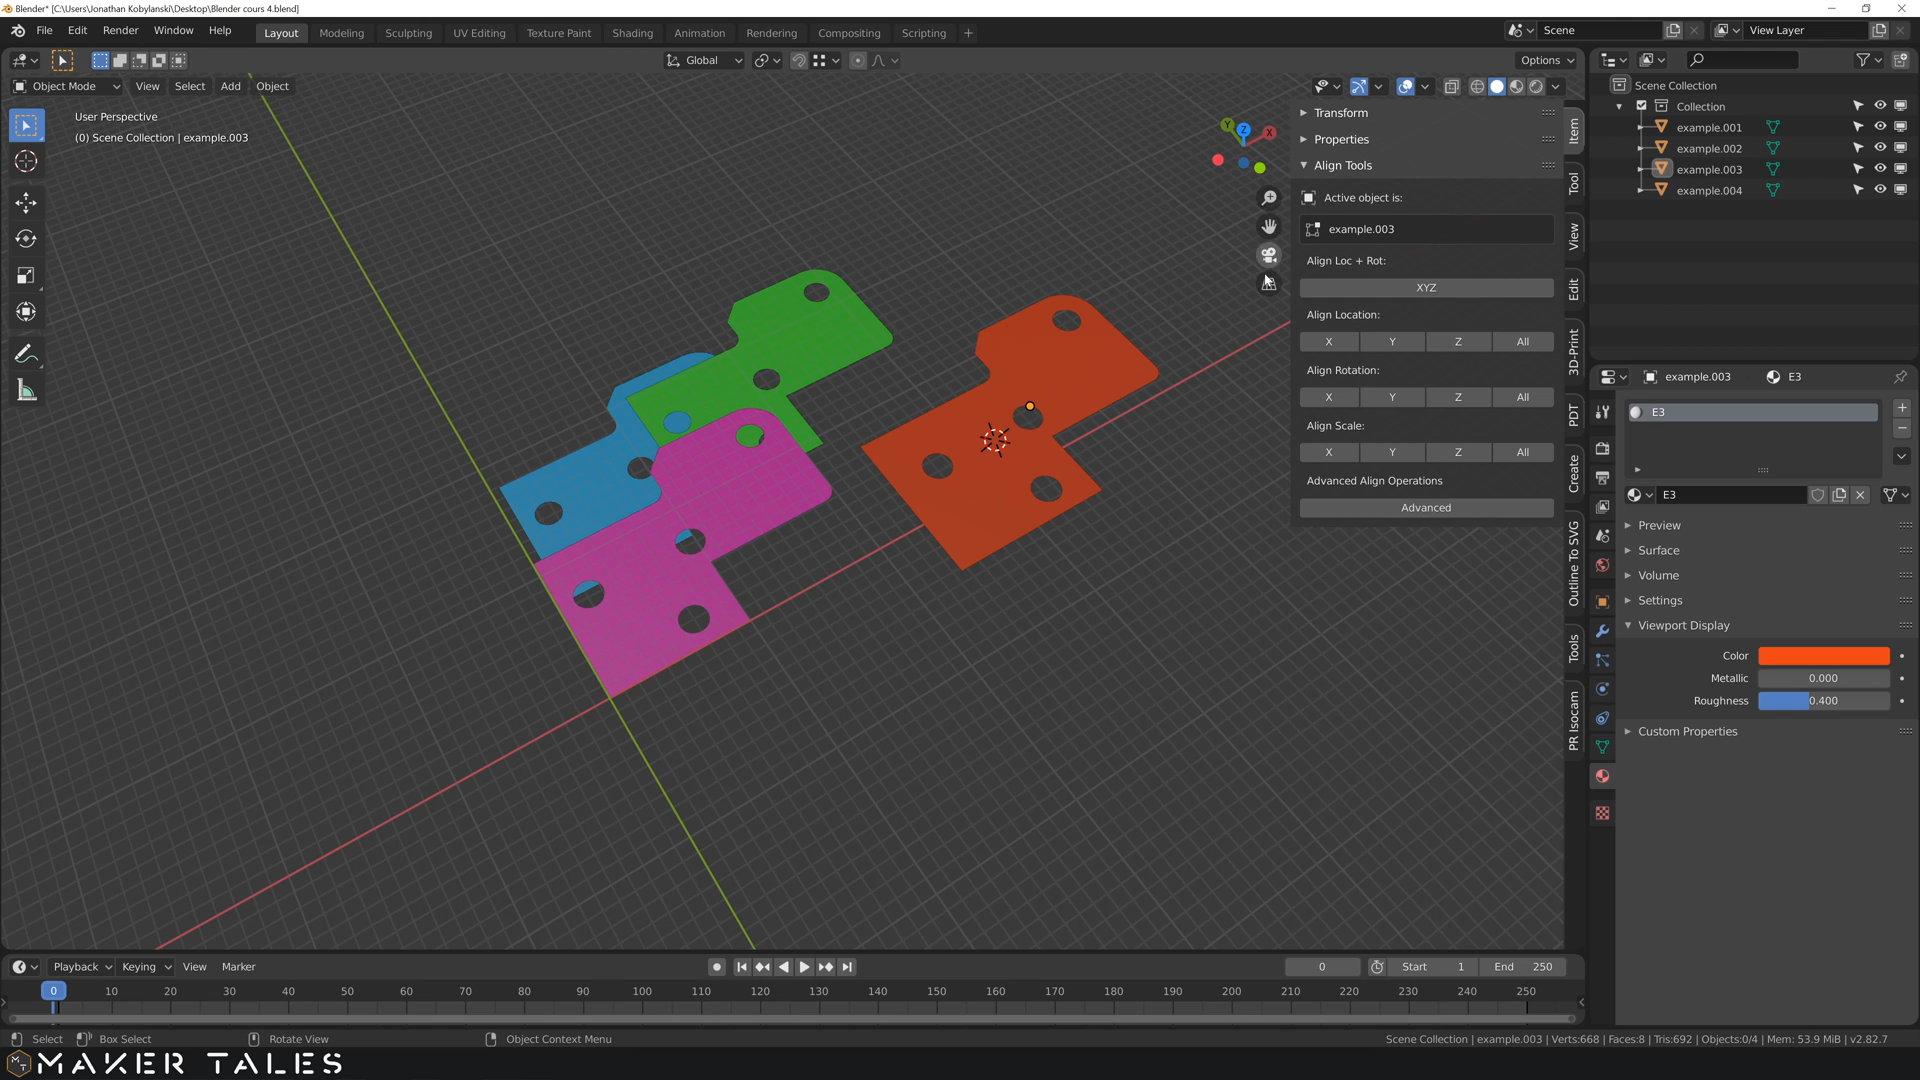 Blender* [C:\Users\Jonathan Kobylanski\Desktop\Blender cours 4.blend]
File Edit Render Window Help Layout Modeling Sculpting UV Editing Texture Paint Shading Animation Rendering Compositing Scripting + Scene View Layer
Global Options
Object Mode View Select Add Object
User Perspective
(0) Scene Collection | example.003
Y Z X
Transform
Properties
Align Tools
Active object is:
example.003
Align Loc + Rot:
XYZ
Align Location:
X Y Z All
Align Rotation:
X Y Z All
Align Scale:
X Y Z All
Advanced Align Operations
Advanced
Item
Tool
View
Edit
3D-Print
PDT
Create
Outline To SVG
Tools
PR Isocam
Scene Collection
Collection
example.001
example.002
example.003
example.004
example.003 E3
E3
E3
Preview
Surface
Volume
Settings
Viewport Display
Color
Metallic 0.000
Roughness 0.400
Custom Properties
Playback Keying View Marker 0 Start 1 End 250
0 10 20 30 40 50 60 70 80 90 100 110 120 130 140 150 160 170 180 190 200 210 220 230 240 250
Select Box Select Rotate View Object Context Menu Scene Collection | example.003 | Verts:668 | Faces:8 | Tris:692 | Objects:0/4 | Mem: 53.9 MiB | v2.82.7
MT MAKER TALES